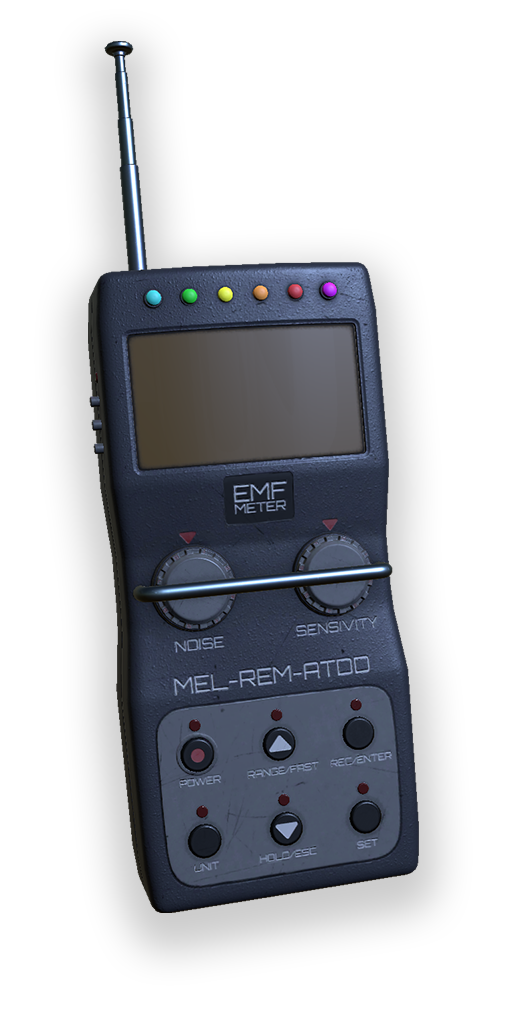 EMF
METER
NOISE SENSIVITY
MEL-REM-ATDD
POWER RANGE/FAST REC/ENTER
UNIT HOLD/ESC SET